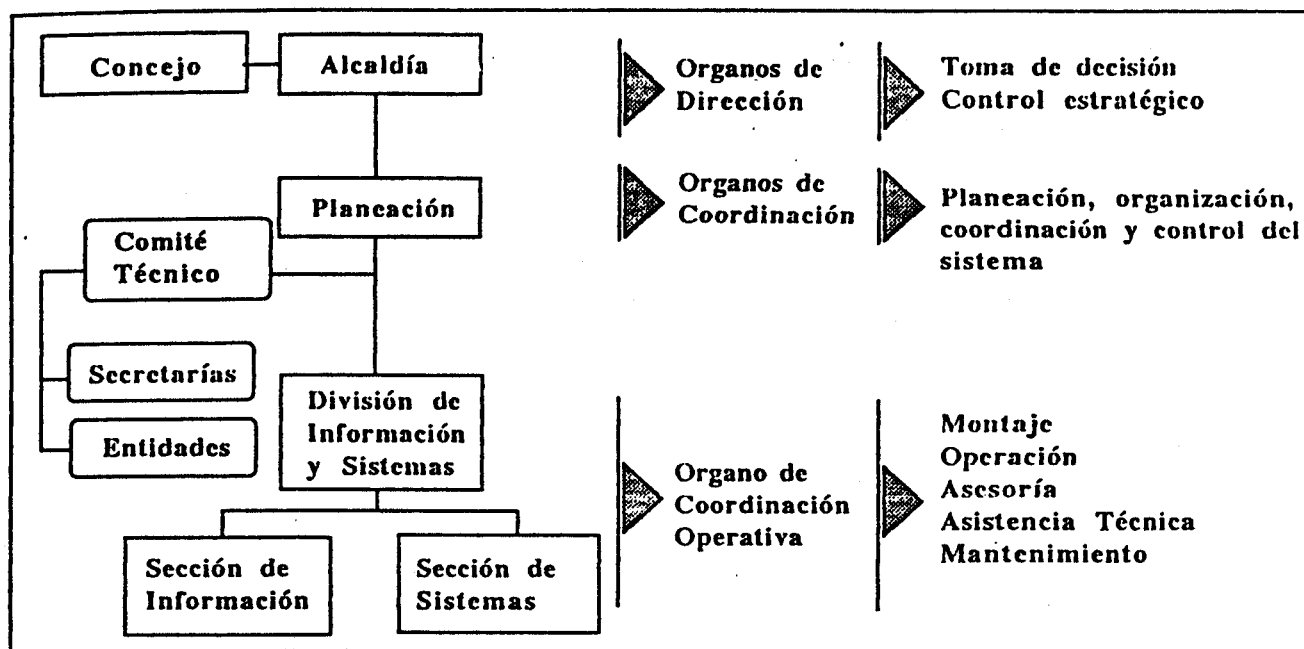 Concejo
Alcaldía
Organos de
Dirección
Toma de decisión
Control estratégico
Planeación
Organos de
Coordinación
Planeación, organización,
coordinación y control del
sistema
Comité
Técnico
Secretarías
Entidades
División de
Información
y Sistemas
Organo de
Coordinación
Operativa
Montaje
Operación
Asesoría
Asistencia Técnica
Mantenimiento
Sección de
Información
Sección de
Sistemas